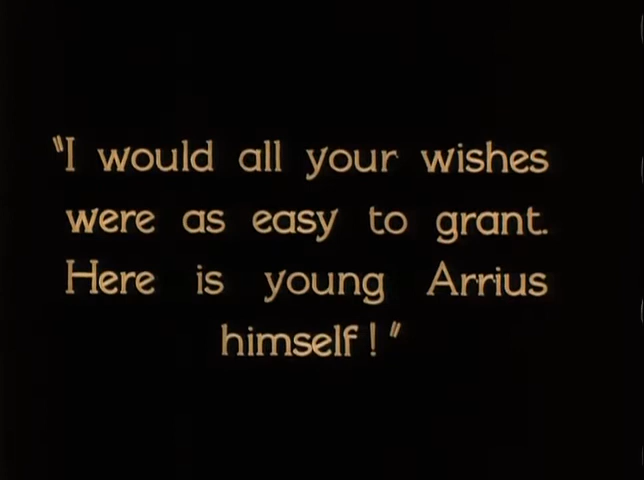 "I would all your wishes
were as easy to grant.
Here is young Arrius
himself!"